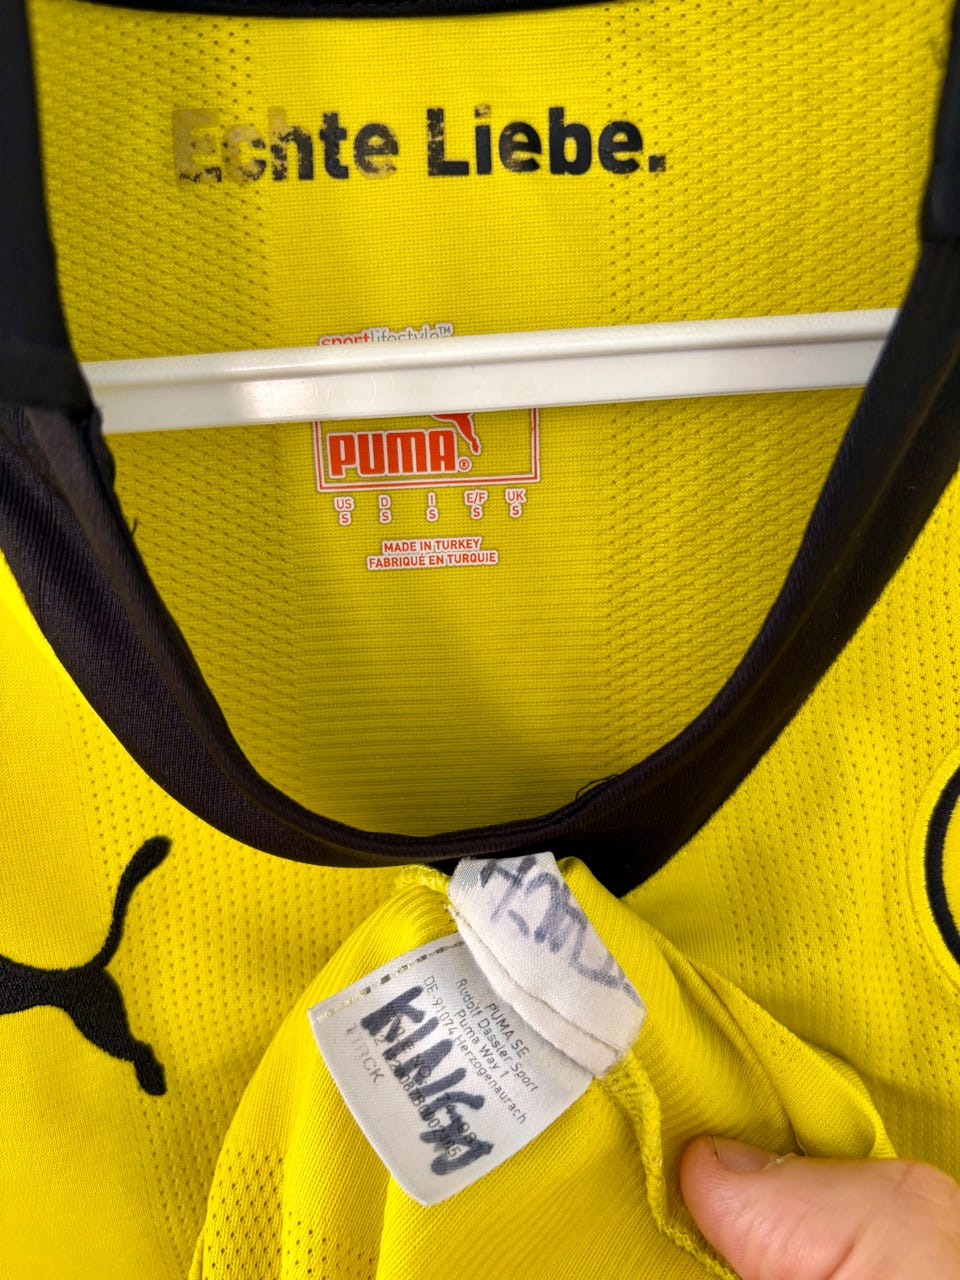 Echte Liebe.
sportlifestyle™
PUMA®
US D I E/F UK
S S S S S
MADE IN TURKEY
FABRIQUÉ EN TURQUIE
PUMA SE
Rudolf Dassler Sport
Puma Way 1
DE-91074 Herzogenaurach